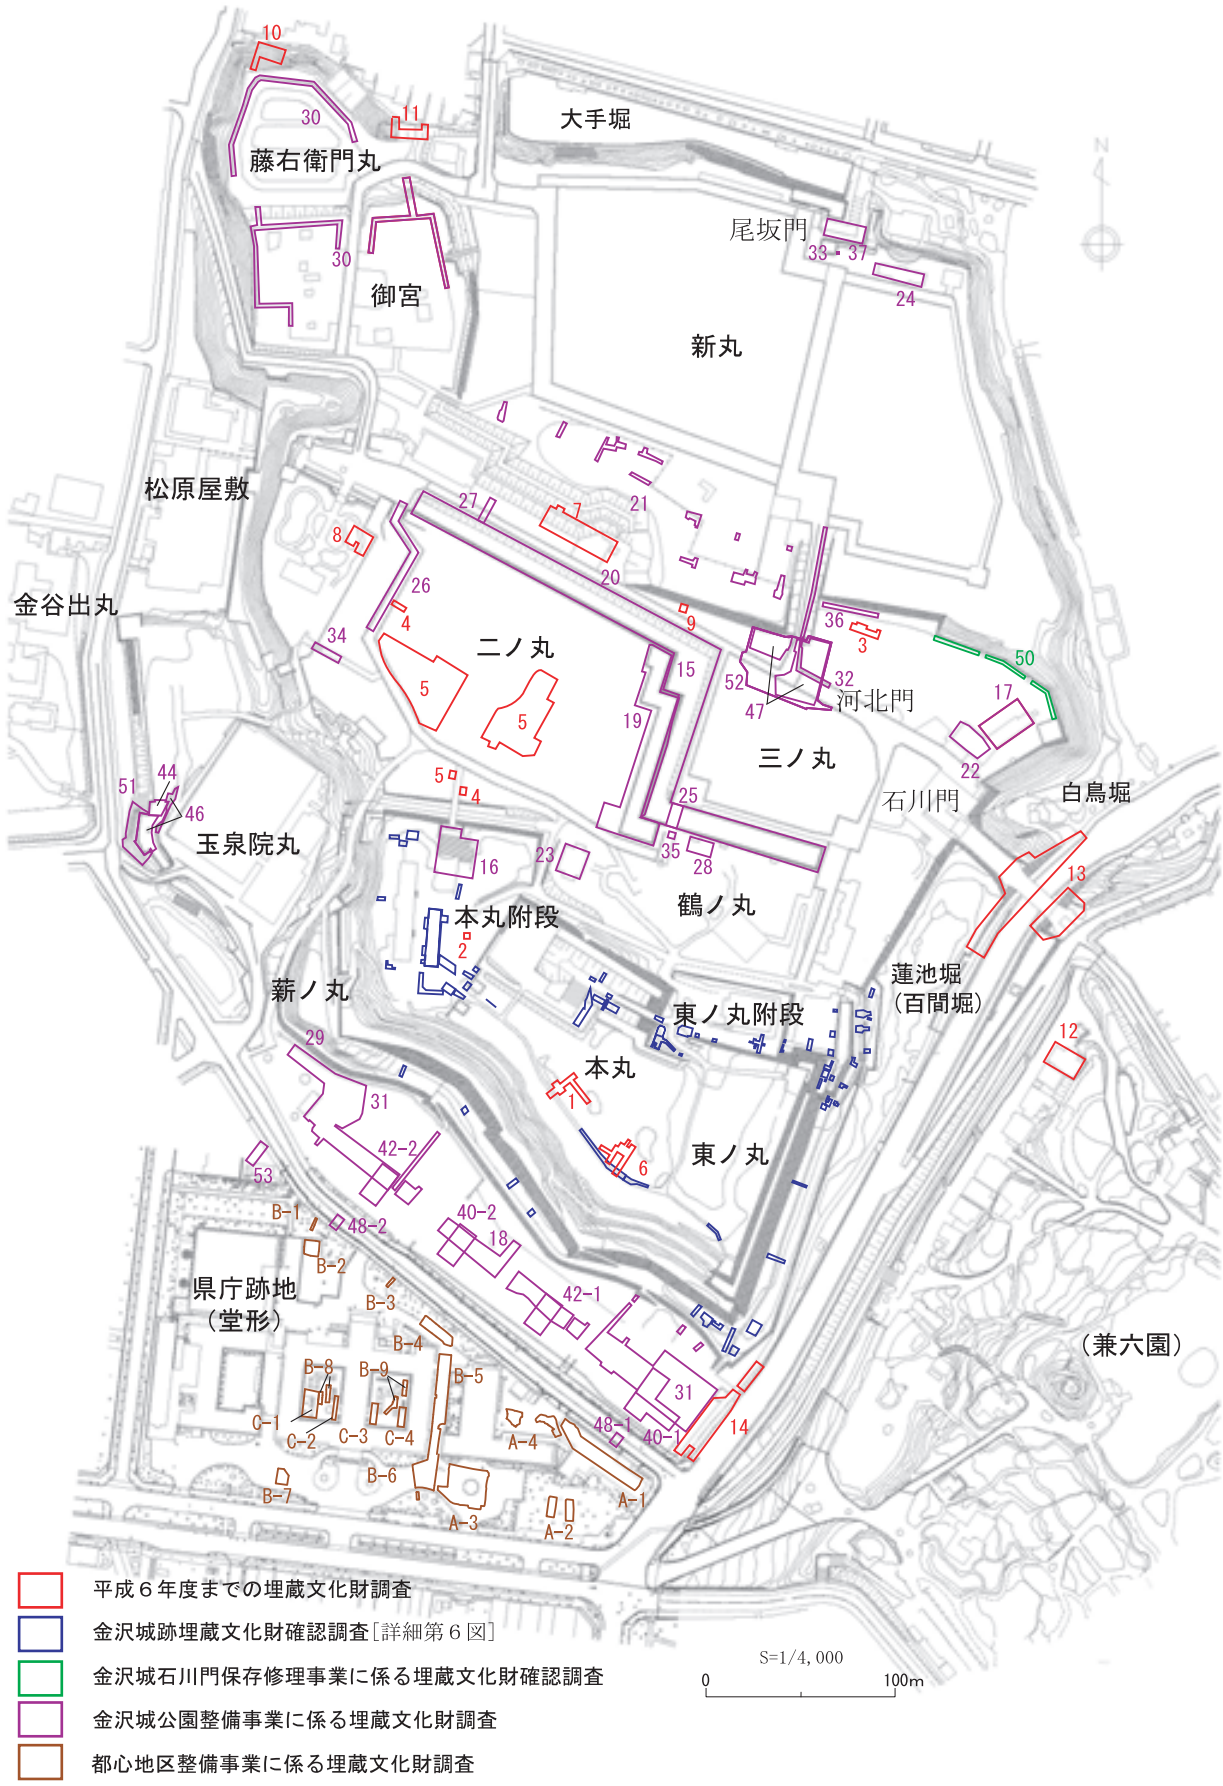 10
11
30
大手堀
藤右衛門丸
N
尾坂門
33
37
30
24
御宮
新丸
松原屋敷
27
7
21
8
20
26
36
金谷出丸
4
9
3
34
二ノ丸
15
50
5
52
32
17
5
19
47
河北門
三ノ丸
22
5
4
51
44
46
25
石川門
白鳥堀
玉泉院丸
16
23
35
28
13
鶴ノ丸
本丸附段
2
薪ノ丸
蓮池堀
(百間堀)
東ノ丸附段
12
29
31
本丸
1
42-2
6
東ノ丸
53
B-1
48-2
40-2
18
B-2
県庁跡地
(堂形)
B-3
42-1
B-4
(兼六園)
B-8
B-9
B-5
31
C-1
C-2
C-3
C-4
A-4
48-1
40-1
14
B-6
B-7
A-3
A-2
A-1
平成6年度までの埋蔵文化財調査
金沢城跡埋蔵文化財確認調査[詳細第6図]
金沢城石川門保存修理事業に係る埋蔵文化財確認調査
金沢城公園整備事業に係る埋蔵文化財調査
都心地区整備事業に係る埋蔵文化財調査
S=1/4,000
0 100m